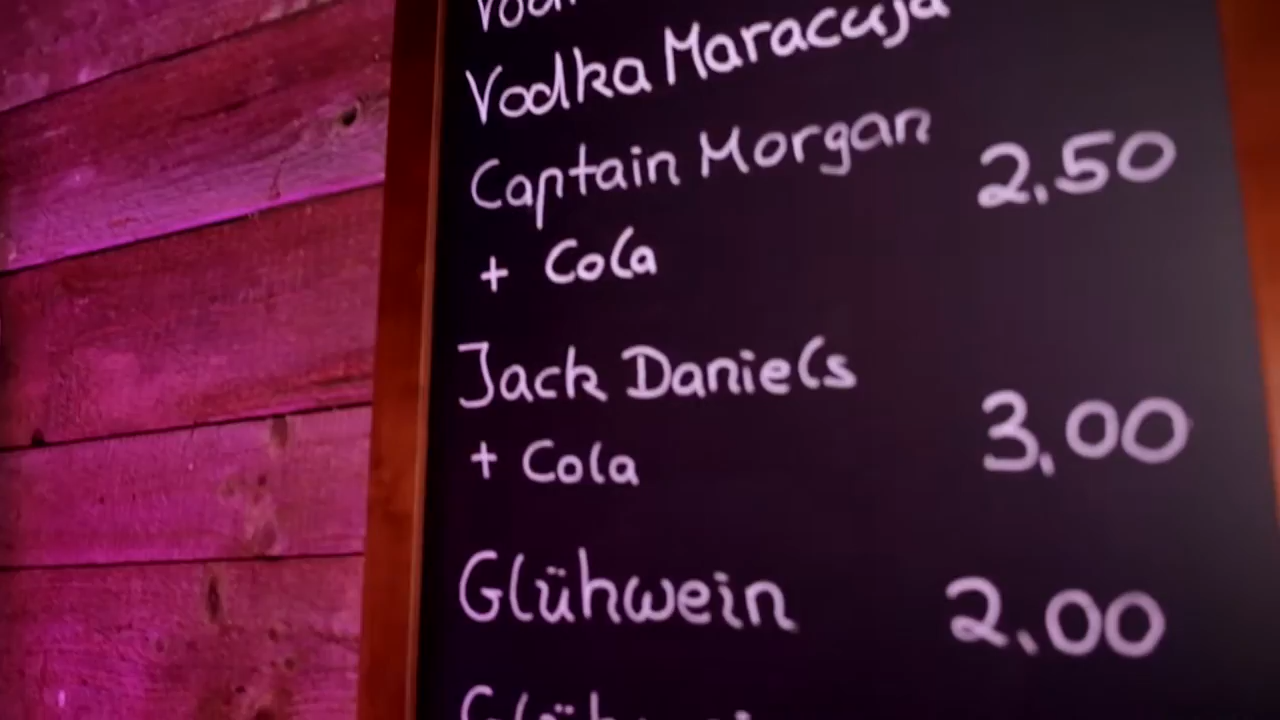 Vodka Maracuja
Captain Morgan 2,50
+ Cola
Jack Daniels
+ Cola 3,00
Glühwein 2,00